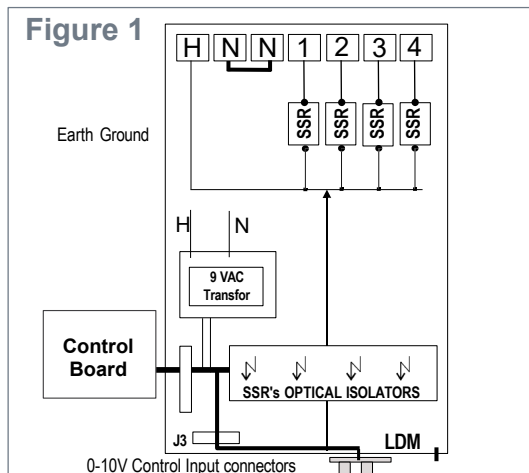 Figure 1
H N N 1 2 3 4
SSR SSR SSR SSR
Earth Ground
H N
9 VAC
Transfor
Control
Board
SSR's OPTICAL ISOLATORS
J3
LDM
0-10V Control Input connectors